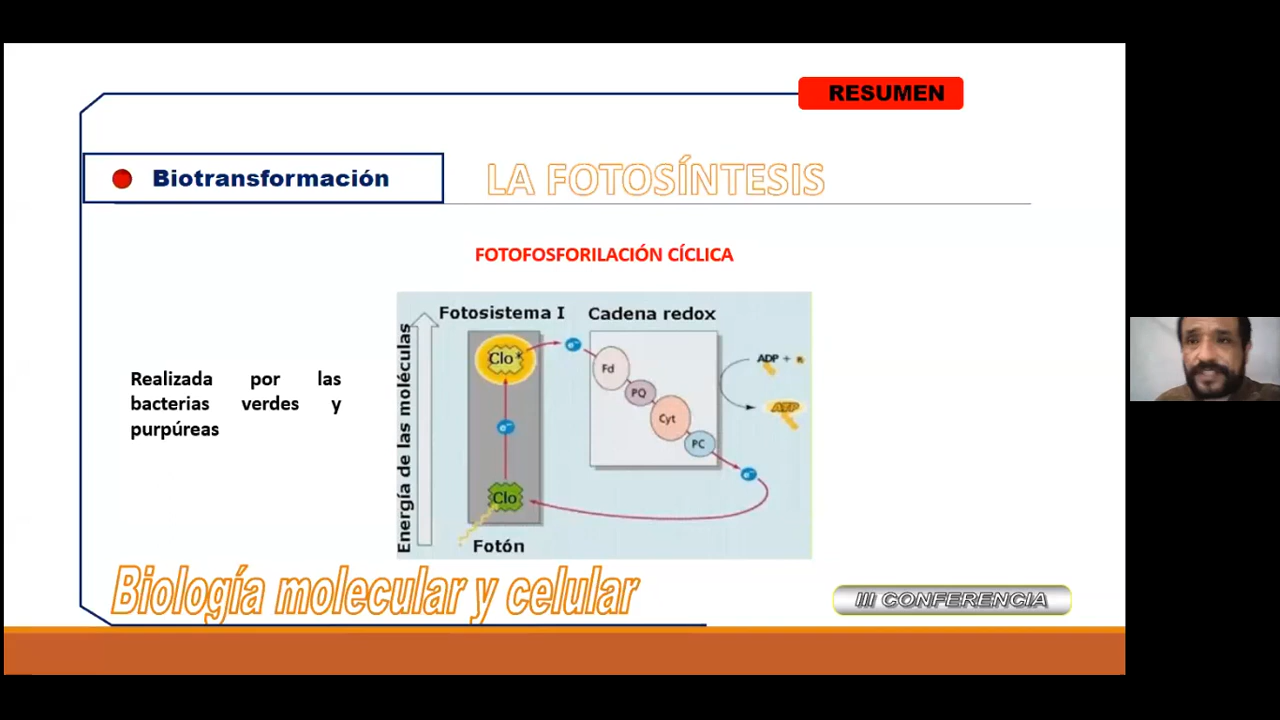 RESUMEN
Biotransformación
LA FOTOSÍNTESIS
FOTOFOSFORILACIÓN CÍCLICA
Realizada por las
bacterias verdes y
purpúreas
Energía de las moléculas
Fotosistema I
Cadena redox
Clo*
e-
Fd
PQ
Cyt
PC
ADP +
ATP
e-
e-
Clo
Fotón
Biología molecular y celular
III CONFERENCIA